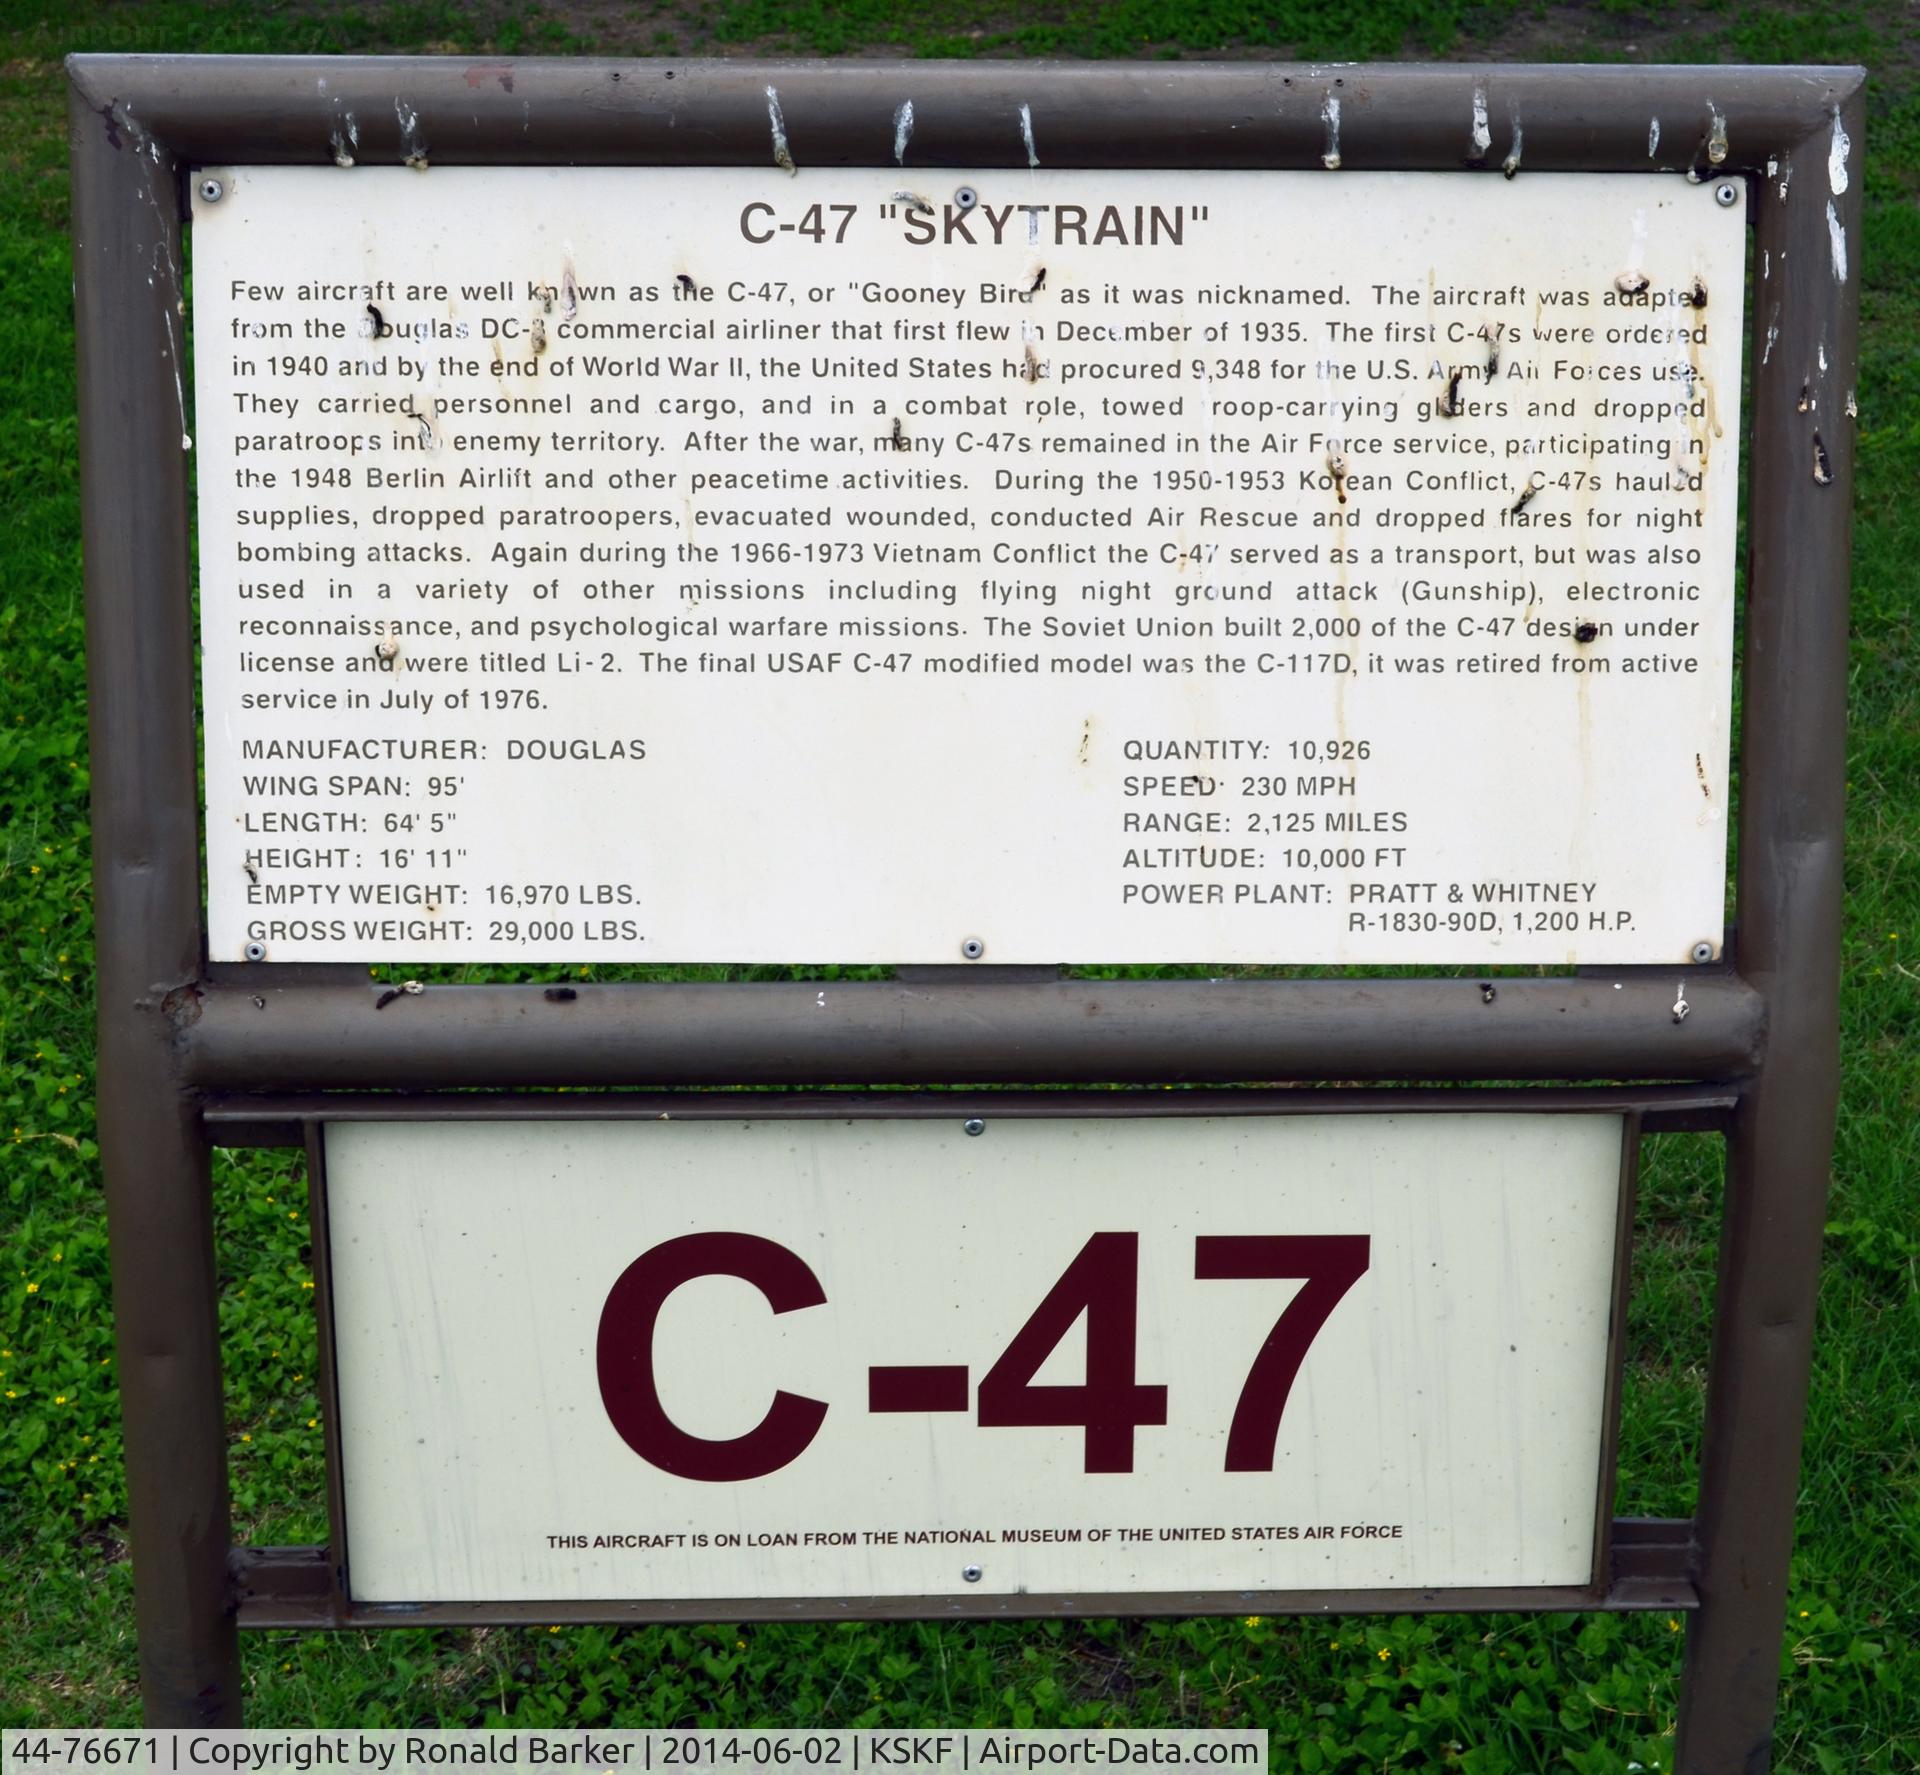 AIRPORT-DATA.COM
C-47 "SKYTRAIN"
Few aircraft are well known as the C-47, or "Gooney Bird" as it was nicknamed. The aircraft was adapted
from the Douglas DC-3 commercial airliner that first flew in December of 1935. The first C-47s were ordered
in 1940 and by the end of World War II, the United States had procured 9,348 for the U.S. Army Air Forces use.
They carried personnel and cargo, and in a combat role, towed troop-carrying gliders and dropped
paratroops into enemy territory. After the war, many C-47s remained in the Air Force service, participating in
the 1948 Berlin Airlift and other peacetime activities. During the 1950-1953 Korean Conflict, C-47s hauled
supplies, dropped paratroopers, evacuated wounded, conducted Air Rescue and dropped flares for night
bombing attacks. Again during the 1966-1973 Vietnam Conflict the C-47 served as a transport, but was also
used in a variety of other missions including flying night ground attack (Gunship), electronic
reconnaissance, and psychological warfare missions. The Soviet Union built 2,000 of the C-47 design under
license and were titled Li-2. The final USAF C-47 modified model was the C-117D, it was retired from active
service in July of 1976.
MANUFACTURER: DOUGLAS
WING SPAN: 95'
LENGTH: 64' 5"
HEIGHT: 16' 11"
EMPTY WEIGHT: 16,970 LBS.
GROSS WEIGHT: 29,000 LBS.
QUANTITY: 10,926
SPEED: 230 MPH
RANGE: 2,125 MILES
ALTITUDE: 10,000 FT
POWER PLANT: PRATT & WHITNEY
R-1830-90D, 1,200 H.P.
C-47
THIS AIRCRAFT IS ON LOAN FROM THE NATIONAL MUSEUM OF THE UNITED STATES AIR FORCE
44-76671 | Copyright by Ronald Barker | 2014-06-02 | KSKF | Airport-Data.com